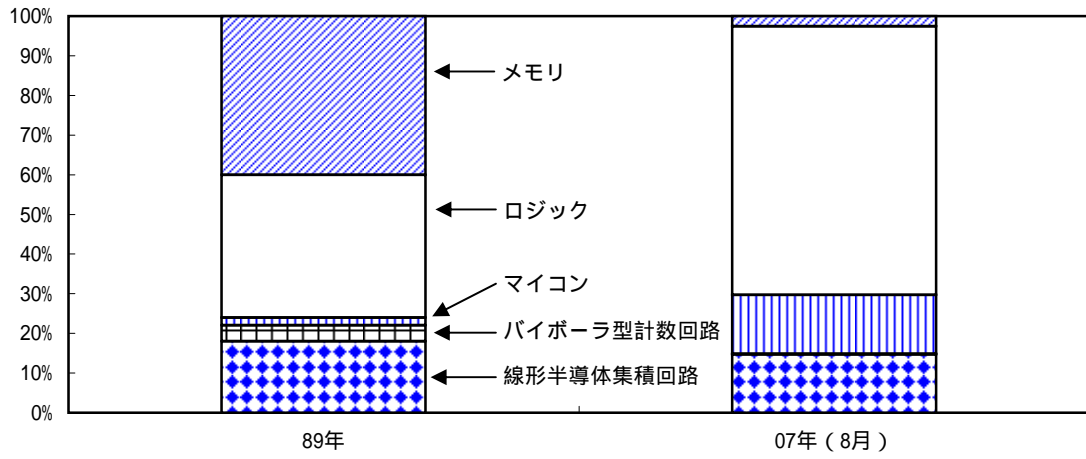 100%
90%
80%
70%
60%
50%
40%
30%
20%
10%
0%
メモリ
ロジック
マイコン
バイポーラ型計数回路
線形半導体集積回路
89年
07年（8月）